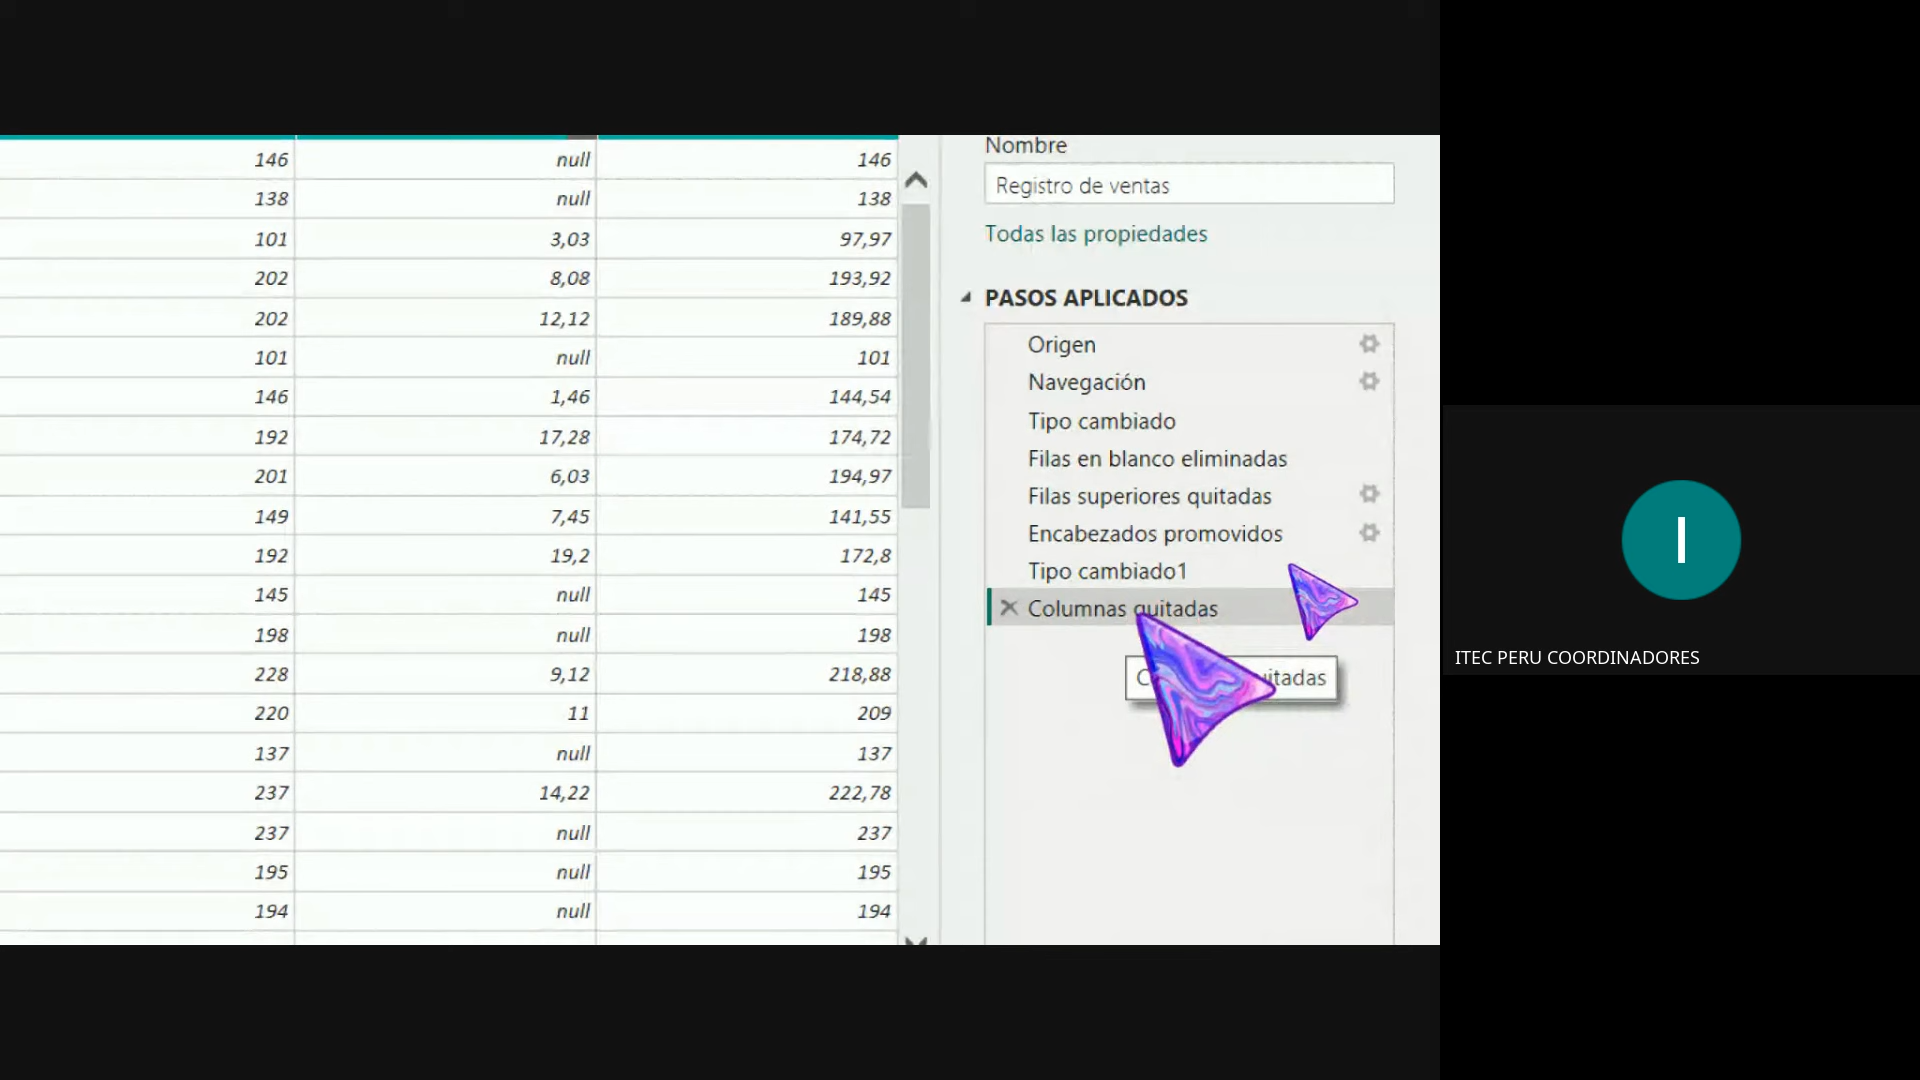 Nombre
Registro de ventas
Todas las propiedades
PASOS APLICADOS
Origen
Navegación
Tipo cambiado
Filas en blanco eliminadas
Filas superiores quitadas
Encabezados promovidos
Tipo cambiado1
Columnas quitadas
146 null 146
138 null 138
101 3,03 97,97
202 8,08 193,92
202 12,12 189,88
101 null 101
146 1,46 144,54
192 17,28 174,72
201 6,03 194,97
149 7,45 141,55
192 19,2 172,8
145 null 145
198 null 198
228 9,12 218,88
220 11 209
137 null 137
237 14,22 222,78
237 null 237
195 null 195
194 null 194
I
ITEC PERU COORDINADORES